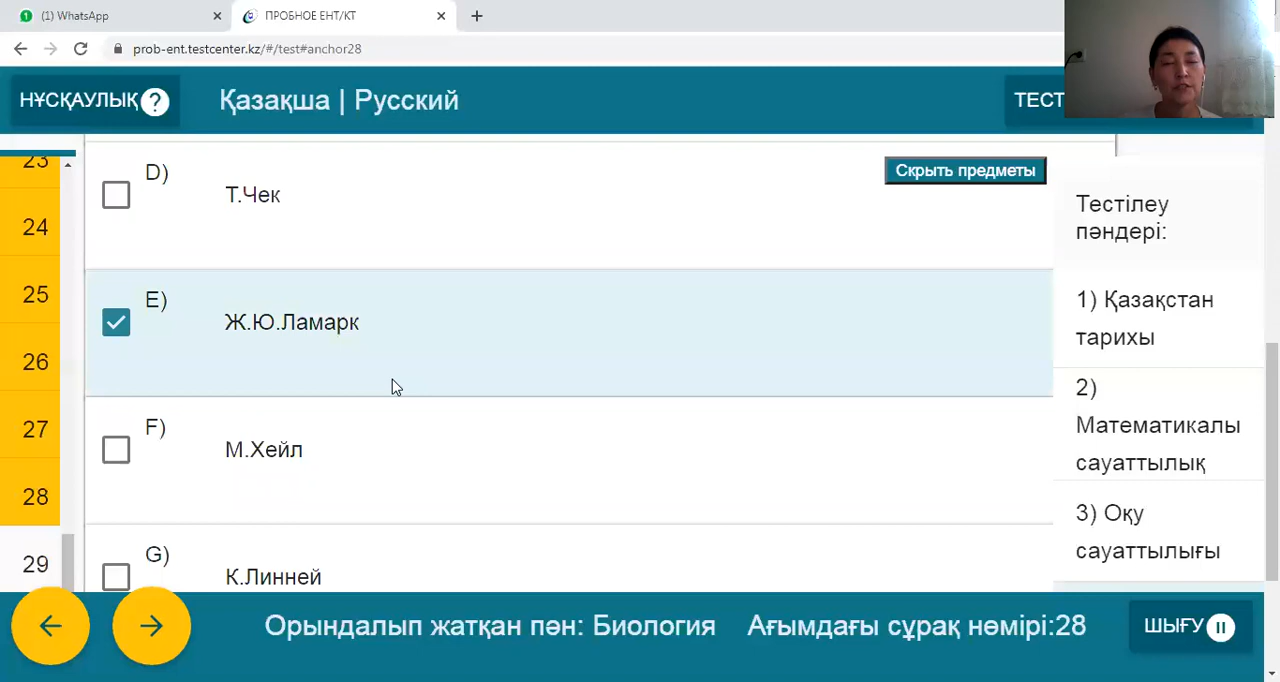 (1) WhatsApp
ПРОБНОЕ ЕНТ/КТ
prob-ent.testcenter.kz/#/test#anchor28
НҰСҚАУЛЫҚ ?
Қазақша | Русский
ТЕСТ
23
24
25
26
27
28
29
D)
Т.Чек
E)
Ж.Ю.Ламарк
F)
М.Хейл
G)
К.Линней
Скрыть предметы
Тестілеу
пәндері:
1) Қазақстан
тарихы
2)
Математикалы
сауаттылық
3) Оқу
сауаттылығы
Орындалып жатқан пән: Биология
Ағымдағы сұрақ нөмірі:28
ШЫҒУ